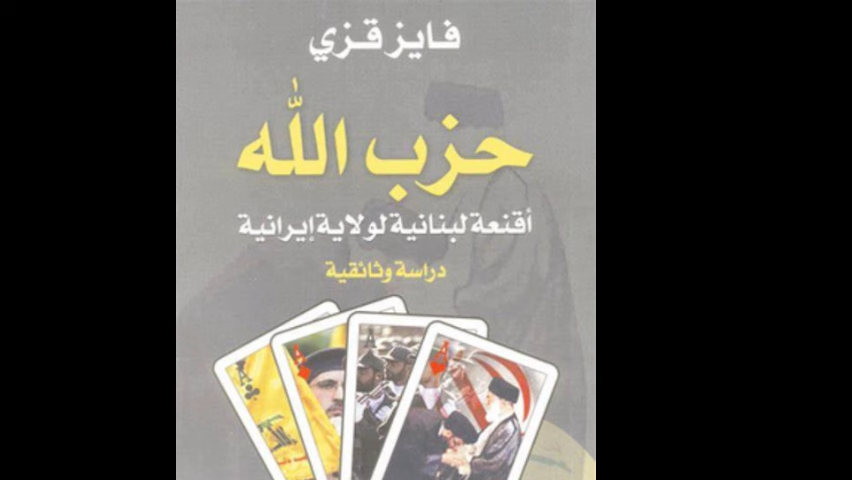 فايز قزي
حزب الله
أقنعة لبنانية لولاية إيرانية
دراسة وثائقية
A
A
A
A